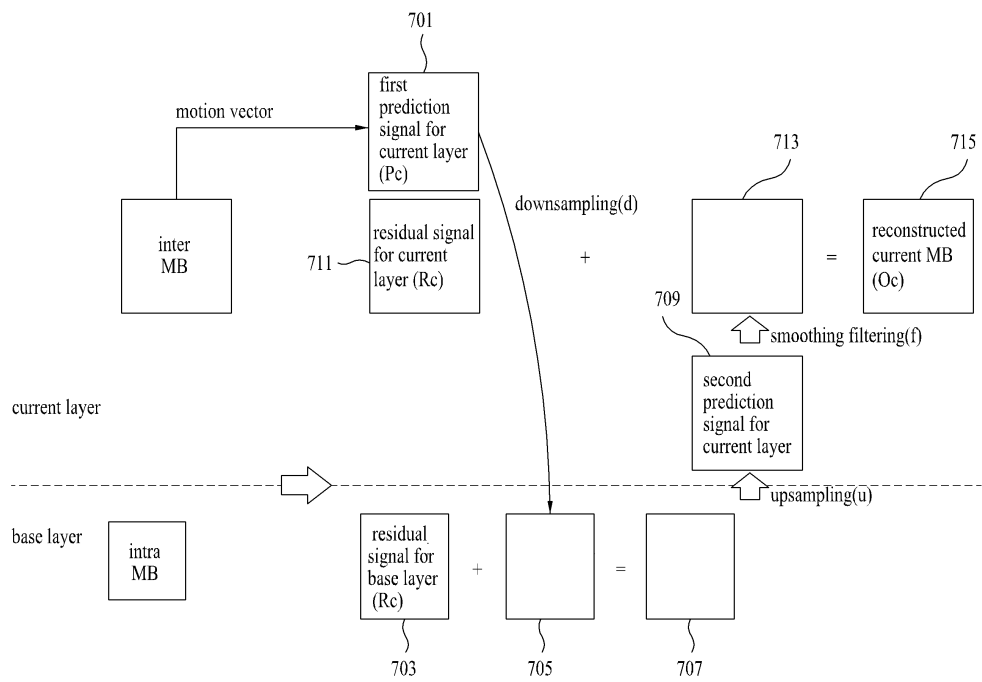 701
first
prediction
signal for
current layer
(Pc)
motion vector
inter
MB
residual signal
for current
layer (Rc)
711
downsampling(d)
+
713
=
715
reconstructed
current MB
(Oc)
709
smoothing filtering(f)
second
prediction
signal for
current layer
current layer
upsampling(u)
base layer
intra
MB
residual
signal for
base layer
(Rc)
+
=
703
705
707